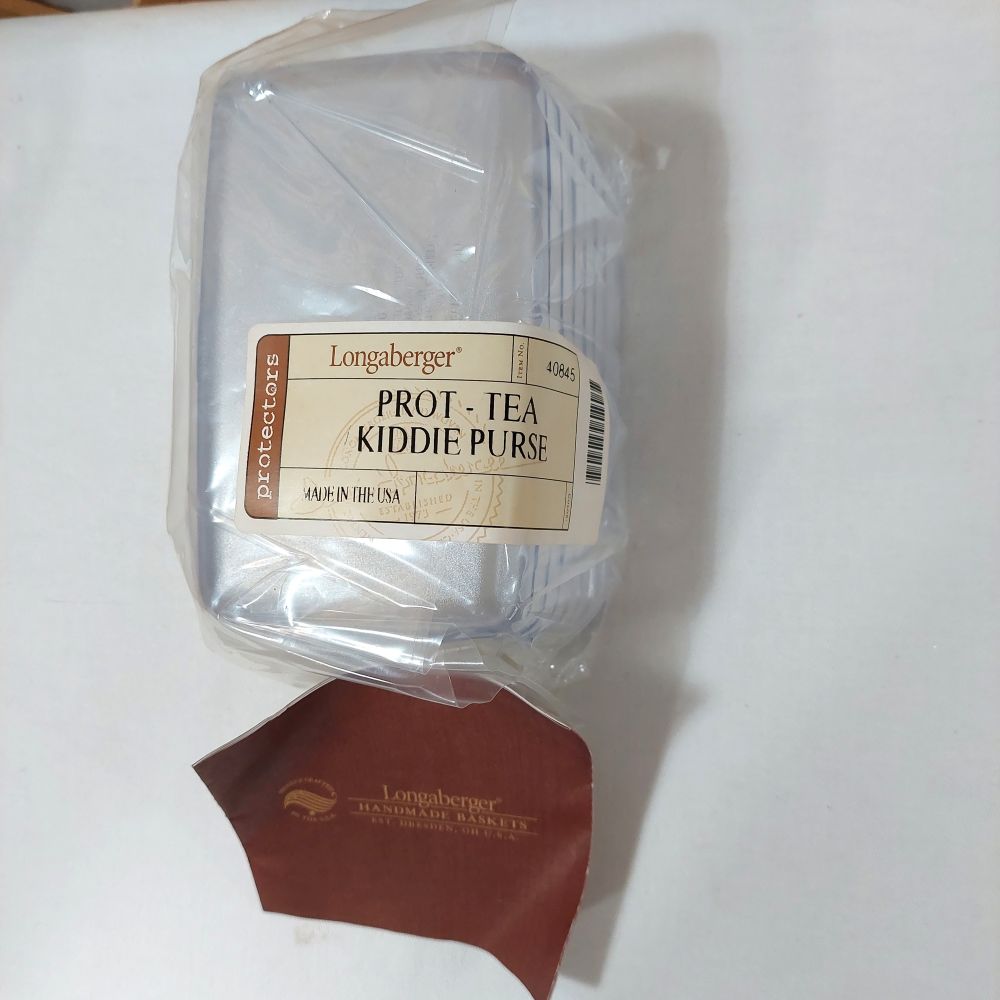 protectors
Longaberger®
ITEM NO.
40845
PROT - TEA
KIDDIE PURSE
MADE IN THE USA
Longaberger®
HANDMADE BASKETS
EST. DRESDEN, OH U.S.A.